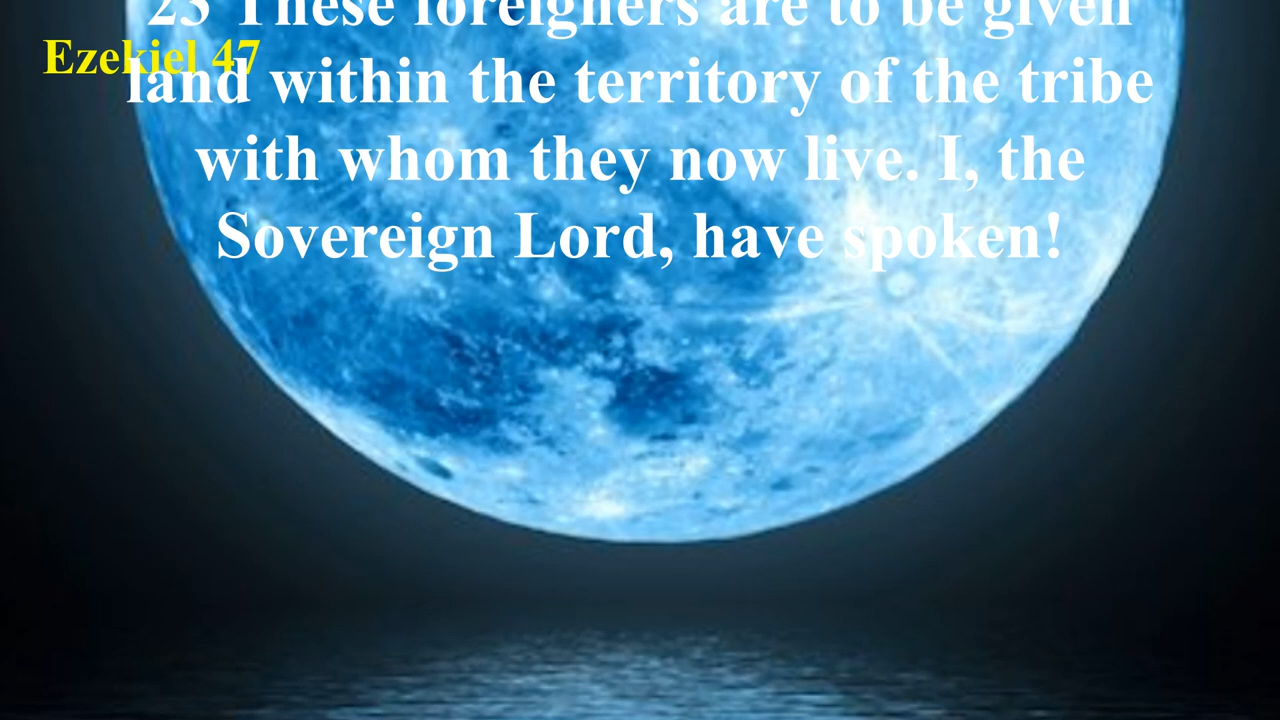 23 These foreigners are to be given
Ezekiel 47
land within the territory of the tribe
with whom they now live. I, the
Sovereign Lord, have spoken!